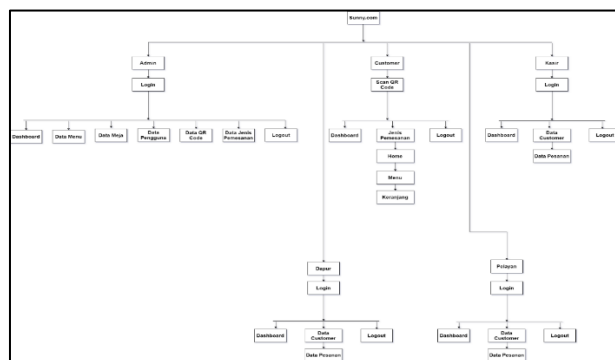 Sunny.com
Admin
Customer
Kasir
Login
Scan QR
Code
Login
Dashboard
Data Menu
Data Meja
Data
Pengguna
Data QR
Code
Data Jenis
Pemesanan
Logout
Dashboard
Jenis
Pemesanan
Logout
Dashboard
Data
Customer
Logout
Home
Data Pesanan
Menu
Keranjang
Dapur
Pelayan
Login
Login
Dashboard
Data
Customer
Logout
Dashboard
Data
Customer
Logout
Data Pesanan
Data Pesanan